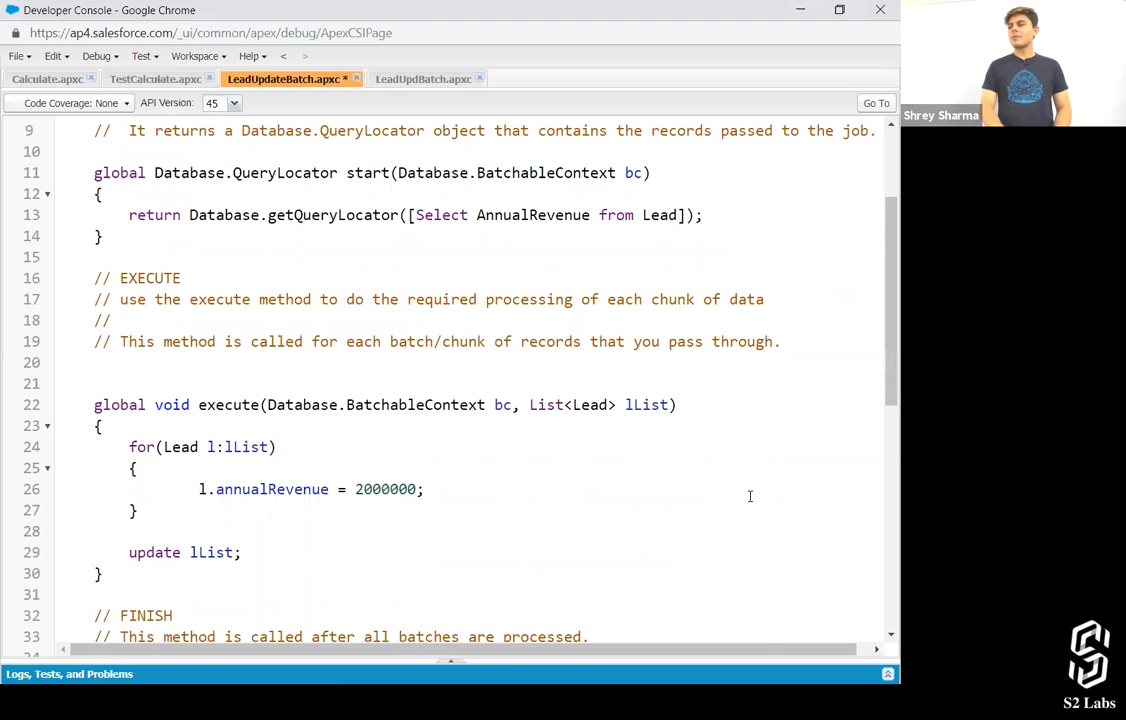 Developer Console - Google Chrome
https://ap4.salesforce.com/_ui/common/apex/debug/ApexCSIPage
File Edit Debug Test Workspace Help < >
Calculate.apxc TestCalculate.apxc LeadUpdateBatch.apxc * LeadUpdBatch.apxc
Code Coverage: None API Version: 45 Go To
Shrey Sharma
9 // It returns a Database.QueryLocator object that contains the records passed to the job.
10
11 global Database.QueryLocator start(Database.BatchableContext bc)
12 {
13 return Database.getQueryLocator([Select AnnualRevenue from Lead]);
14 }
15
16 // EXECUTE
17 // use the execute method to do the required processing of each chunk of data
18 //
19 // This method is called for each batch/chunk of records that you pass through.
20
21
22 global void execute(Database.BatchableContext bc, List<Lead> lList)
23 {
24 for(Lead l:lList)
25 {
26 l.annualRevenue = 2000000;
27 }
28
29 update lList;
30 }
31
32 // FINISH
33 // This method is called after all batches are processed.
Logs, Tests, and Problems
S2 Labs